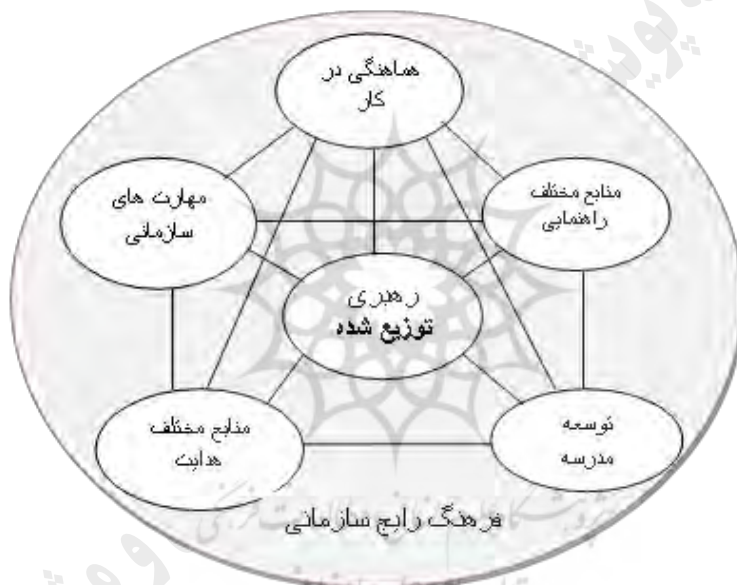 هماهنگی در
کار
منابع مختلف
راهنمایی
مهارت های
سازمانی
رهبری
توزیع شده
منابع مختلف
هدایت
توسعه
مدرسه
فرهنگ رایج سازمانی